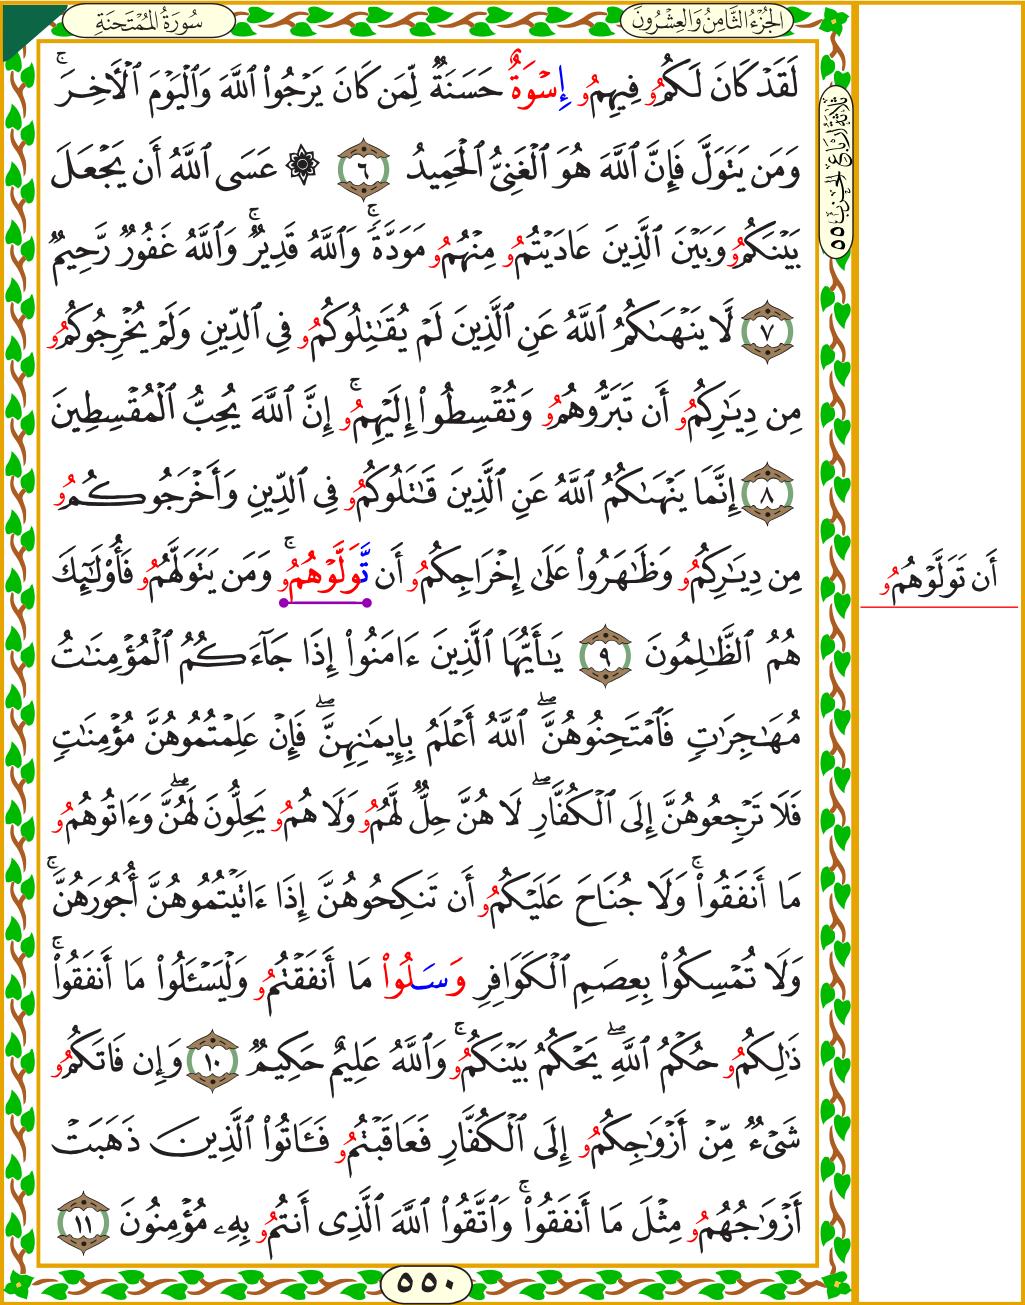 الجُزْءُ الثَّامِنُ وَالعِشْرُونَ
سُورَةُ المُمْتَحَنَةِ
لَقَدْ كَانَ لَكُمُو فِيهِمُو إِسْوَةٌ حَسَنَةٌ لِّمَن كَانَ يَرْجُوا۟ ٱللَّهَ وَٱلْيَوْمَ ٱلْأَخِرَ ۚ
وَمَن يَتَوَلَّ فَإِنَّ ٱللَّهَ هُوَ ٱلْغَنِىُّ ٱلْحَمِيدُ ٦ ۞ عَسَى ٱللَّهُ أَن يَجْعَلَ
بَيْنَكُمُو وَبَيْنَ ٱلَّذِينَ عَادَيْتُمُو مِنْهُمُو مَوَدَّةً ۚ وَٱللَّهُ قَدِيرٌ ۚ وَٱللَّهُ غَفُورٌ رَّحِيمٌ
٧ لَّا يَنْهَىٰكُمُ ٱللَّهُ عَنِ ٱلَّذِينَ لَمْ يُقَـٰتِلُوكُمُو فِى ٱلدِّينِ وَلَمْ يُخْرِجُوكُمُو
مِن دِيَـٰرِكُمُو أَن تَبَرُّوهُمُو وَتُقْسِطُوٓا۟ إِلَيْهِمُو ۚ إِنَّ ٱللَّهَ يُحِبُّ ٱلْمُقْسِطِينَ
٨ إِنَّمَا يَنْهَىٰكُمُ ٱللَّهُ عَنِ ٱلَّذِينَ قَـٰتَلُوكُمُو فِى ٱلدِّينِ وَأَخْرَجُوكُمُو
مِن دِيَـٰرِكُمُو وَظَـٰهَرُوا۟ عَلَىٰ إِخْرَاجِكُمُو أَن تَّوَلَّوْهُمُو ۚ وَمَن يَتَوَلَّهُمُو فَأُو۟لَـٰٓئِكَ
هُمُ ٱلظَّـٰلِمُونَ ٩ يَـٰٓأَيُّهَا ٱلَّذِينَ ءَامَنُوٓا۟ إِذَا جَآءَكُمُ ٱلْمُؤْمِنَـٰتُ
مُهَـٰجِرَٰتٍ فَٱمْتَحِنُوهُنَّ ۖ ٱللَّهُ أَعْلَمُ بِإِيمَـٰنِهِنَّ ۖ فَإِنْ عَلِمْتُمُوهُنَّ مُؤْمِنَـٰتٍ
فَلَا تَرْجِعُوهُنَّ إِلَى ٱلْكُفَّارِ ۖ لَا هُنَّ حِلٌّ لَّهُمُو وَلَا هُمُو يَحِلُّونَ لَهُنَّ ۖ وَءَاتُوهُمُو
مَا أَنفَقُوا۟ ۚ وَلَا جُنَاحَ عَلَيْكُمُو أَن تَنكِحُوهُنَّ إِذَا ءَاتَيْتُمُوهُنَّ أُجُورَهُنَّ ۚ
وَلَا تُمْسِكُوا۟ بِعِصَمِ ٱلْكَوَافِرِ وَسَلُوا۟ مَا أَنفَقْتُمُو وَلْيَسْـَٔلُوا۟ مَا أَنفَقُوا۟ ۚ
ذَٰلِكُمُو حُكْمُ ٱللَّهِ ۖ يَحْكُمُ بَيْنَكُمُو ۚ وَٱللَّهُ عَلِيمٌ حَكِيمٌ ١٠ وَإِن فَاتَكُمُو
شَىْءٌ مِّنْ أَزْوَٰجِكُمُو إِلَى ٱلْكُفَّارِ فَعَاقَبْتُمُو فَـَٔاتُوا۟ ٱلَّذِينَ ذَهَبَتْ
أَزْوَٰجُهُمُو مِثْلَ مَا أَنفَقُوا۟ ۚ وَٱتَّقُوا۟ ٱللَّهَ ٱلَّذِى أَنتُمُو بِهِۦ مُؤْمِنُونَ ١١
٥٥٠
ثلاثة أرباع الحزب ٥٥
أَن تَوَلَّوْهُمُو